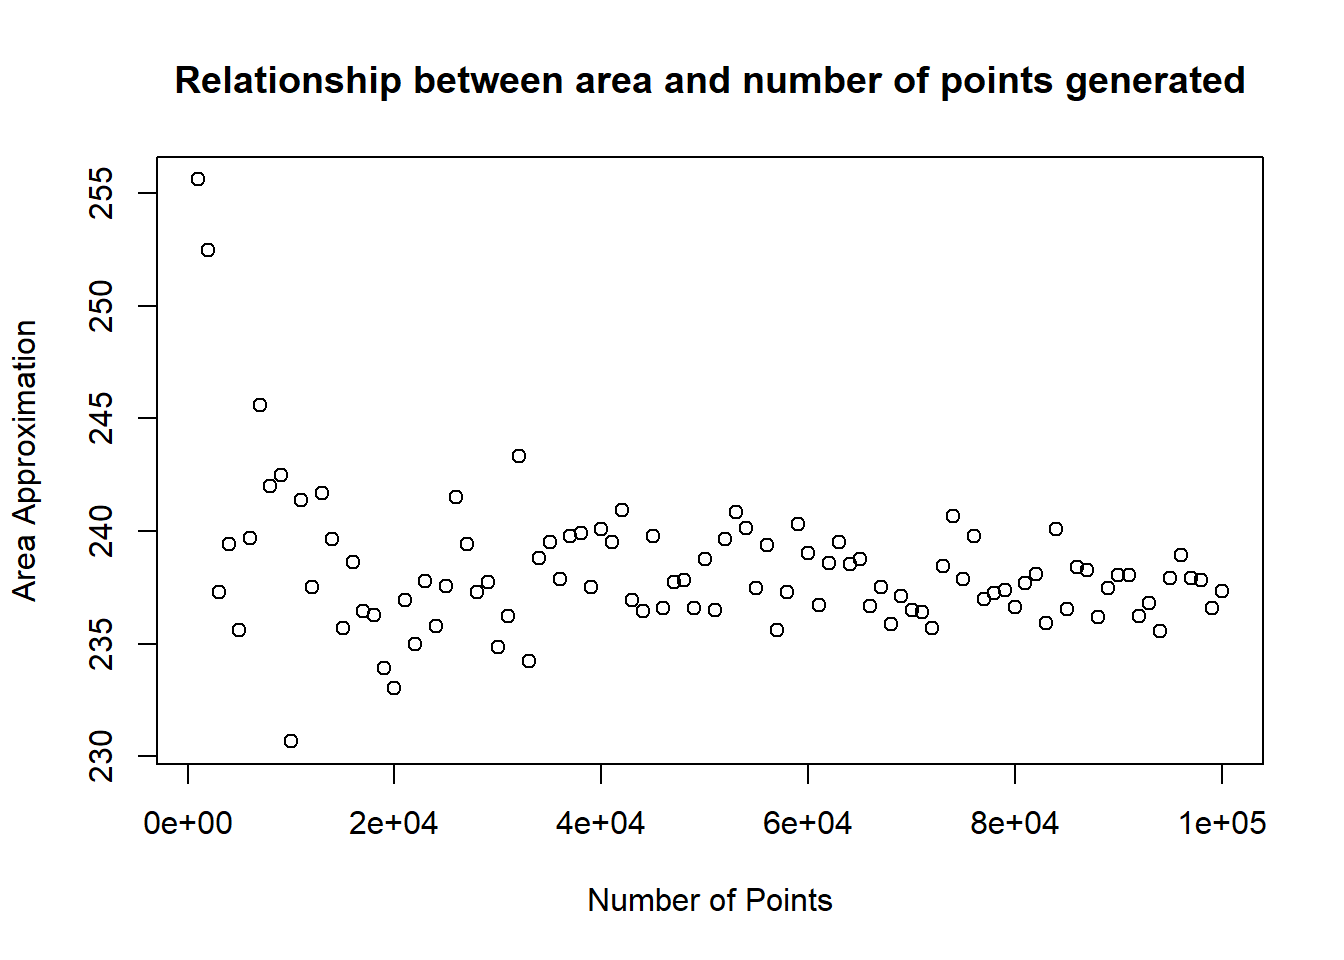 Relationship between area and number of points generated
Area Approximation
255
250
245
240
235
230
0e+00 2e+04 4e+04 6e+04 8e+04 1e+05
Number of Points